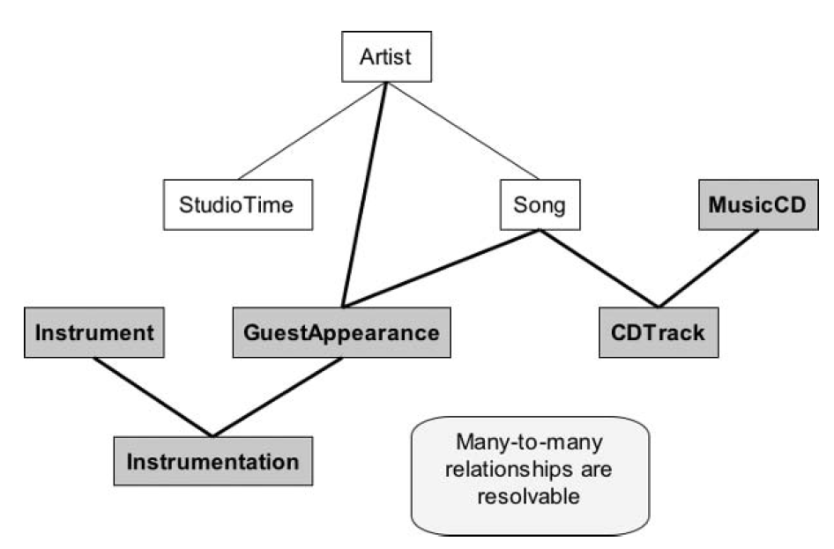 Artist
StudioTime
Song
MusicCD
Instrument
GuestAppearance
CDTrack
Instrumentation
Many-to-many
relationships are
resolvable